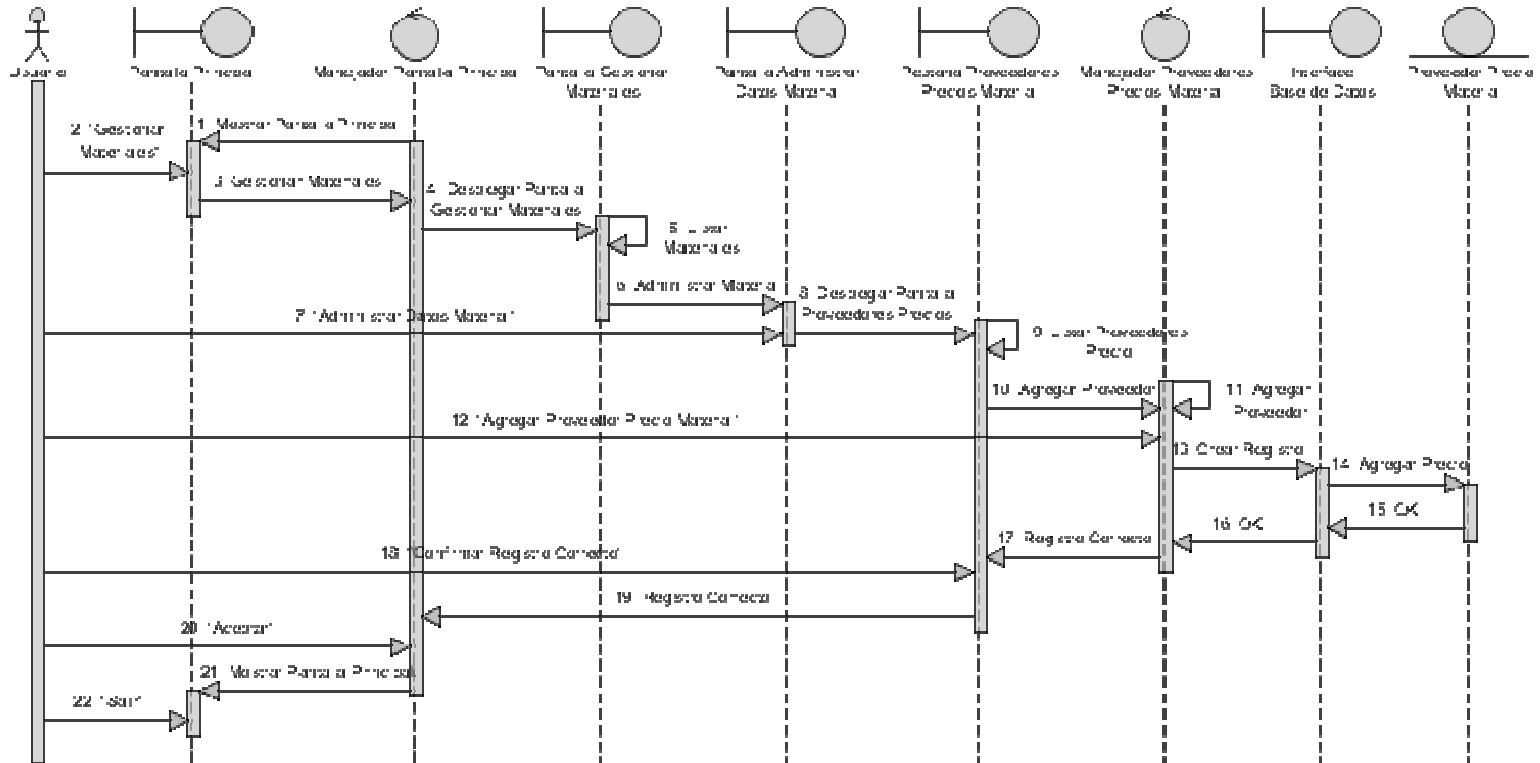 Usuario
Pantalla Principal
Manejador Pantalla Principal
Pantalla Gestionar
Materiales
Pantalla Administrar
Datos Material
Pestaña Proveedores
Precios Material
Manejador Proveedores
Precios Material
Interface
Base de Datos
Proveedor Precio
Material
1 Mostrar Pantalla Principal
2 "Gestionar
Materiales"
3 Gestionar Materiales
4 Desplegar Pantalla
Gestionar Materiales
5 Listar
Materiales
6 Administrar Material
7 "Administrar Datos Material"
8 Desplegar Pantalla
Proveedores Precios
9 Listar Proveedores
Precio
10 Agregar Proveedor
11 Agregar
Proveedor
12 "Agregar Proveedor Precio Material"
13 Crear Registro
14 Agregar Precio
15 OK
16 OK
17 Registro Correcto
18 "Confirmar Registro Correcto"
19 Registro Correcto
20 "Aceptar"
21 Mostrar Pantalla Principal
22 "Salir"